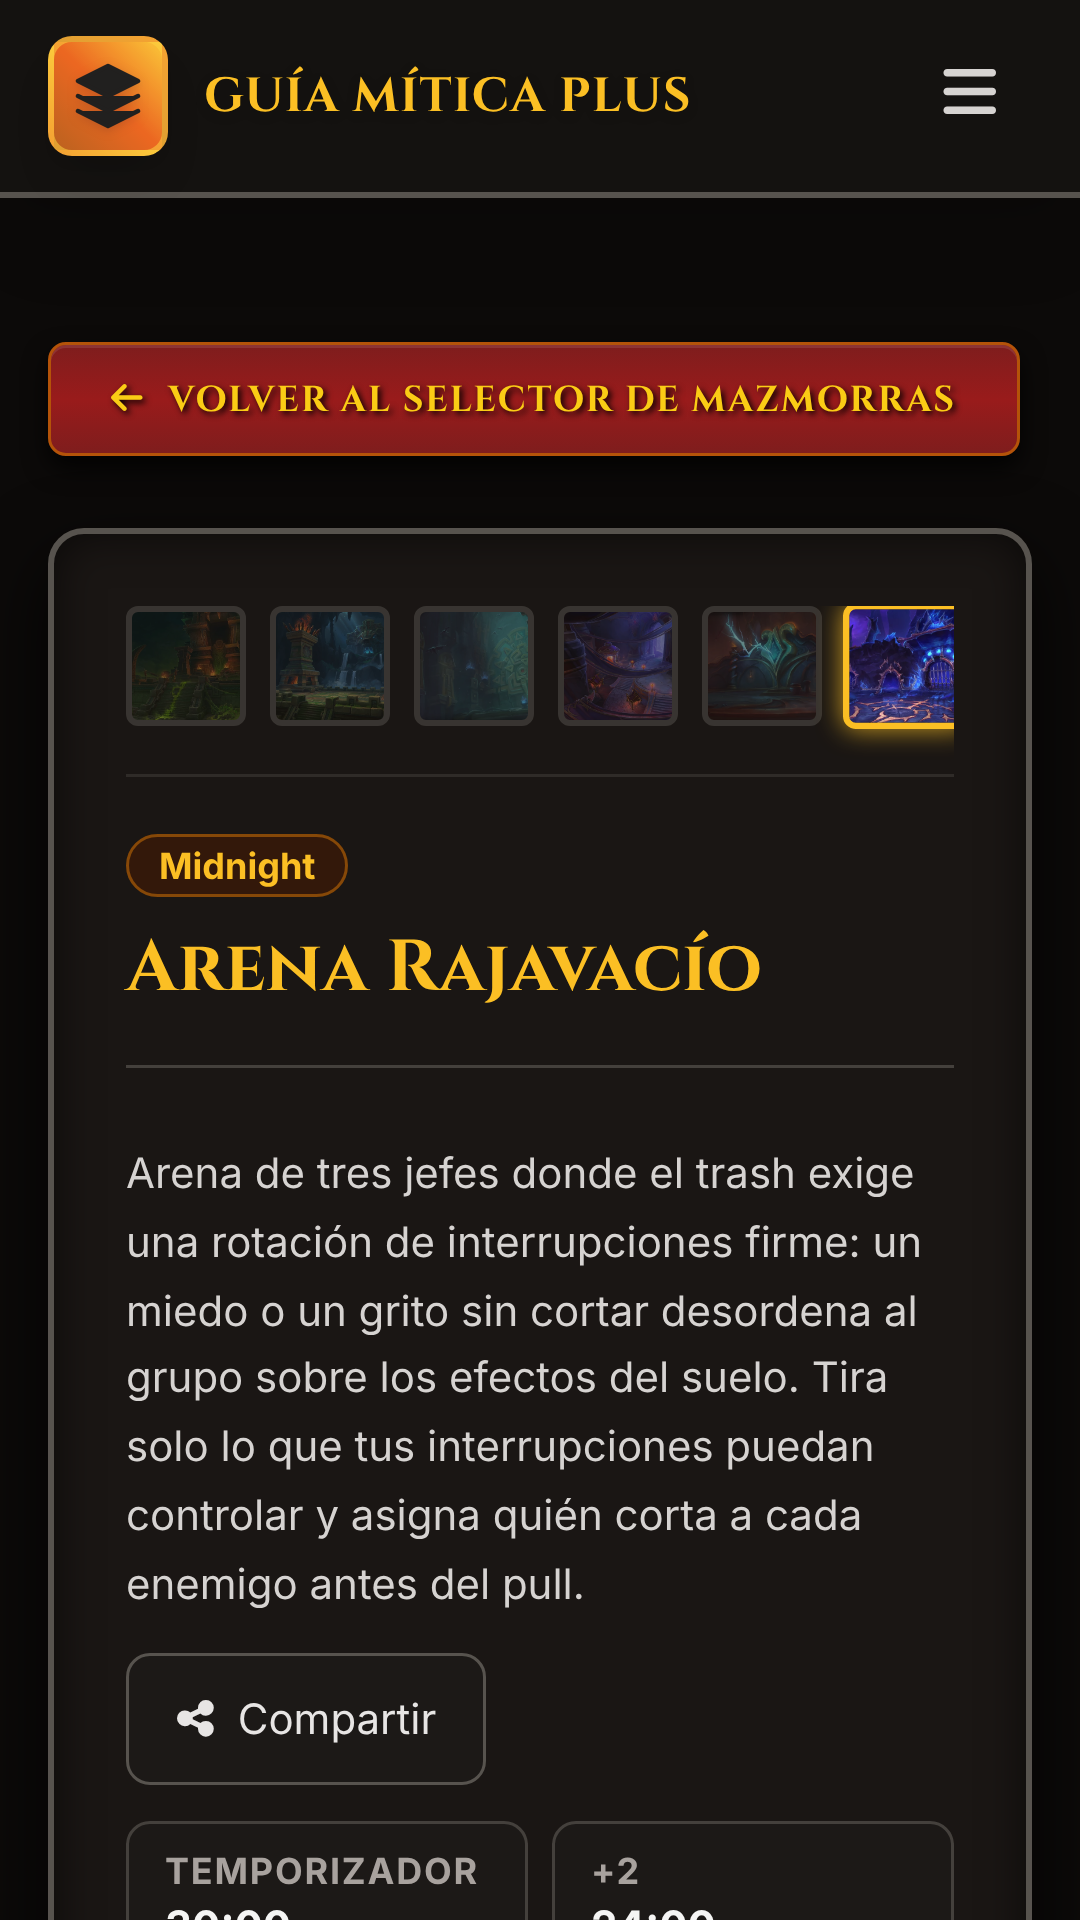 GUÍA MÍTICA PLUS
VOLVER AL SELECTOR DE MAZMORRAS
Midnight
Arena Rajavacío
Arena de tres jefes donde el trash exige
una rotación de interrupciones firme: un
miedo o un grito sin cortar desordena al
grupo sobre los efectos del suelo. Tira
solo lo que tus interrupciones puedan
controlar y asigna quién corta a cada
enemigo antes del pull.
Compartir
TEMPORIZADOR
+2